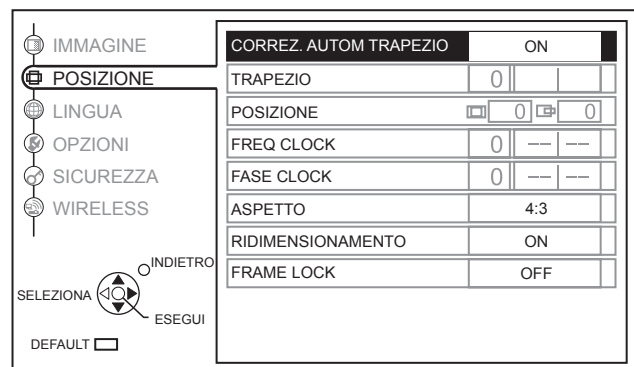 IMMAGINE
POSIZIONE
LINGUA
OPZIONI
SICUREZZA
WIRELESS
INDIETRO
SELEZIONA
ESEGUI
DEFAULT
CORREZ. AUTOM TRAPEZIO ON
TRAPEZIO 0
POSIZIONE 0 0
FREQ CLOCK 0 -- --
FASE CLOCK 0 -- --
ASPETTO 4:3
RIDIMENSIONAMENTO ON
FRAME LOCK OFF